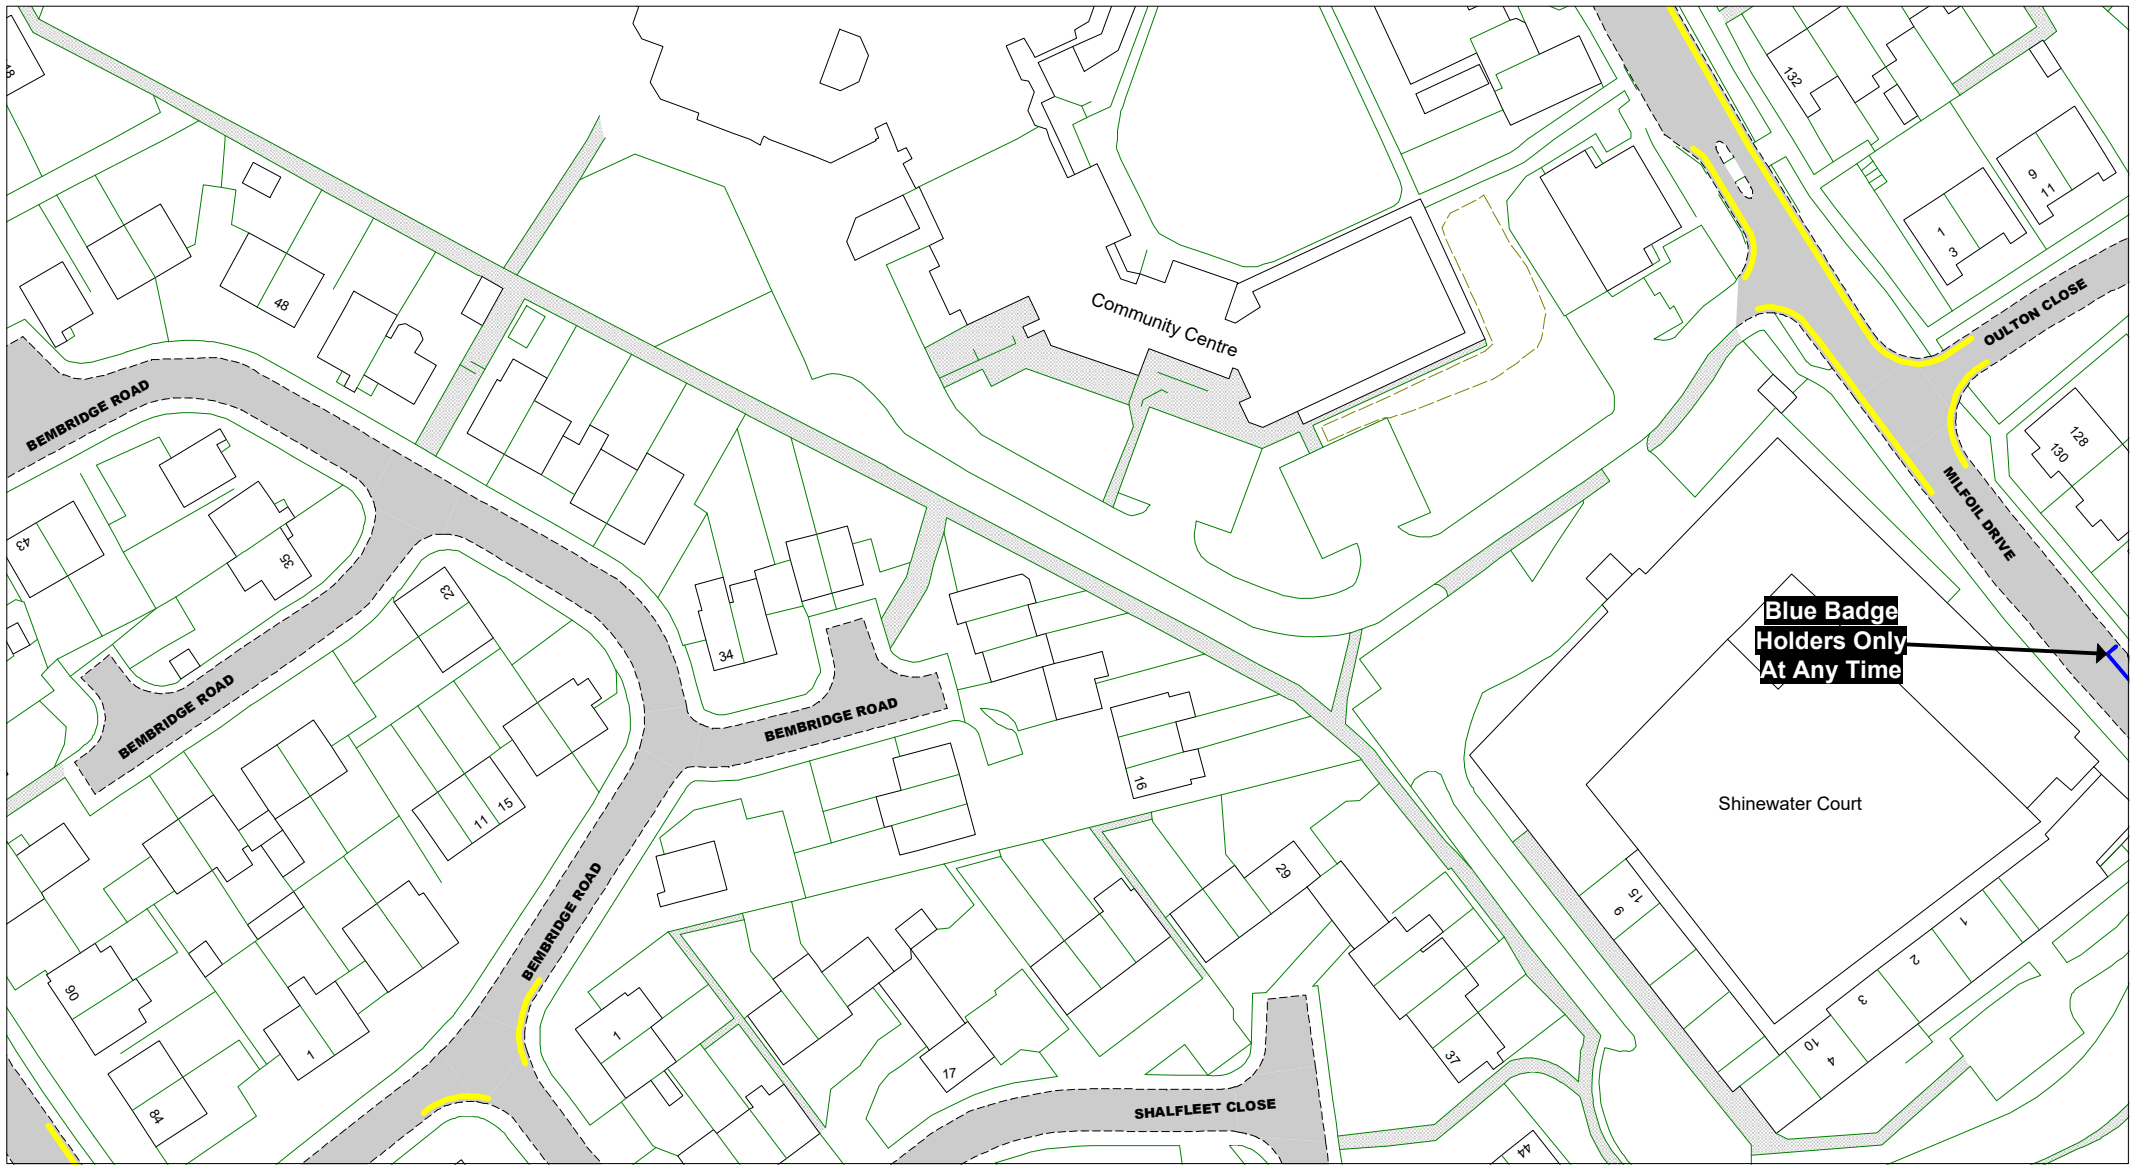 18
132
9
11
1
3
48
Community Centre
OULTON CLOSE
BEMBRIDGE ROAD
128
130
MILFOIL DRIVE
43
35
23
Blue Badge
Holders Only
At Any Time
34
BEMBRIDGE ROAD
BEMBRIDGE ROAD
16
Shinewater Court
15
11
29
15
9
BEMBRIDGE ROAD
1
2
3
90
1
1
10
4
37
17
84
SHALFLEET CLOSE
44